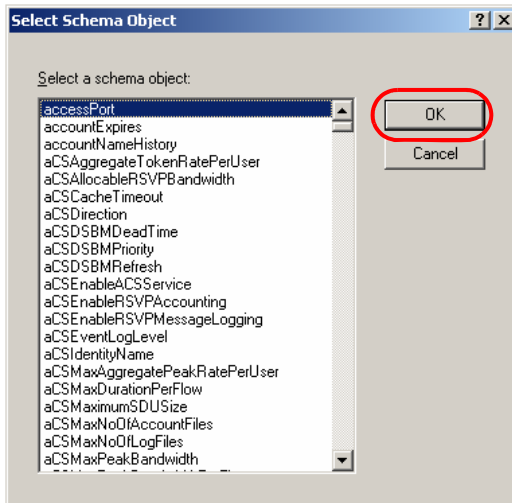 Select Schema Object
Select a schema object:
accessPort
accountExpires
accountNameHistory
aCSAggregateTokenRatePerUser
aCSAllocableRSVPBandwidth
aCSCacheTimeout
aCSDirection
aCSDSBMDeadTime
aCSDSBMPriority
aCSDSBMRefresh
aCSEnableACSService
aCSEnableRSVPAccounting
aCSEnableRSVPMessageLogging
aCSEventLogLevel
aCSIdentityName
aCSMaxAggregatePeakRatePerUser
aCSMaxDurationPerFlow
aCSMaximumSDUSize
aCSMaxNoOfAccountFiles
aCSMaxNoOfLogFiles
aCSMaxPeakBandwidth
OK
Cancel